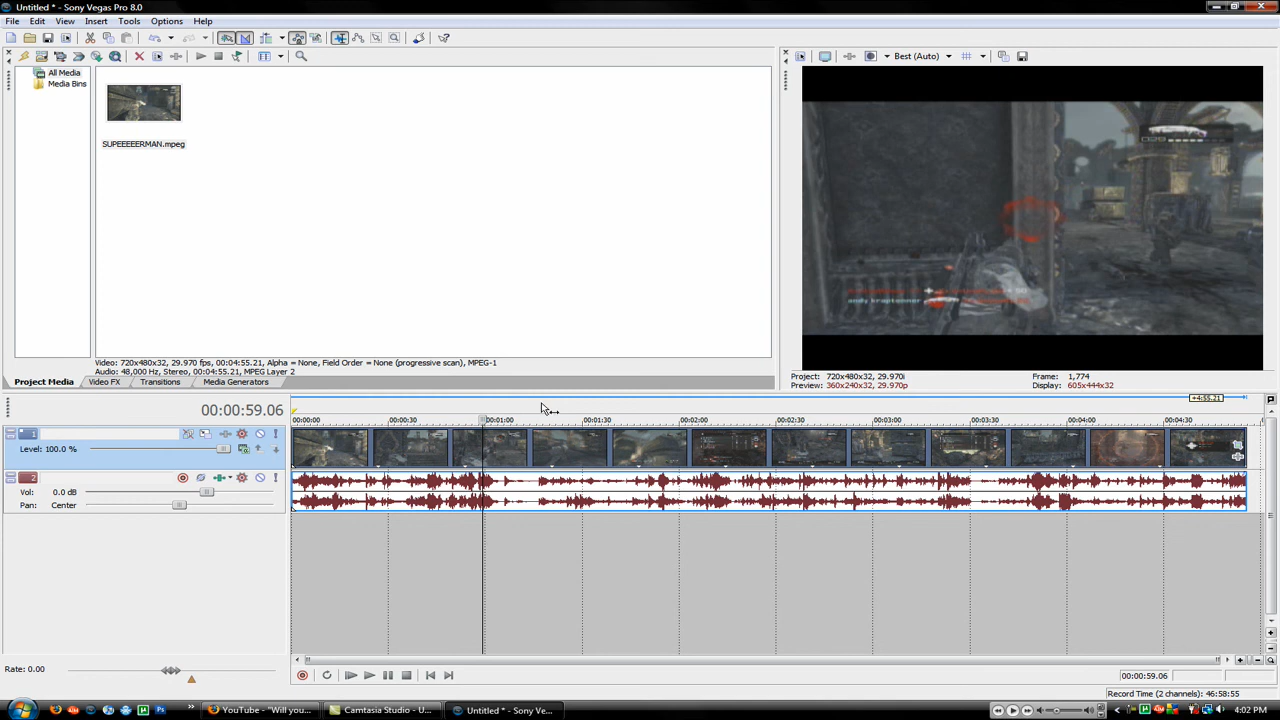 Untitled * - Sony Vegas Pro 8.0
File Edit View Insert Tools Options Help
All Media
Media Bins
SUPEEEEERMAN.mpeg
Best (Auto)
Video: 720x480x32, 29.970 fps, 00:04:55.21, Alpha = None, Field Order = None (progressive scan), MPEG-1
Audio: 48,000 Hz, Stereo, 00:04:55.21, MPEG Layer 2
Project Media Video FX Transitions Media Generators
Project: 720x480x32, 29.970i
Preview: 360x240x32, 29.970p
Frame: 1,774
Display: 605x444x32
00:00:59.06
+4:55.21
00:00:00 00:00:30 00:01:00 00:01:30 00:02:00 00:02:30 00:03:00 00:03:30 00:04:00 00:04:30
1
Level: 100.0 %
2
Vol: 0.0 dB
Pan: Center
Rate: 0.00
00:00:59.06
Record Time (2 channels): 46:58:55
YouTube - "Will you...
Camtasia Studio - U...
Untitled * - Sony Ve...
4:02 PM